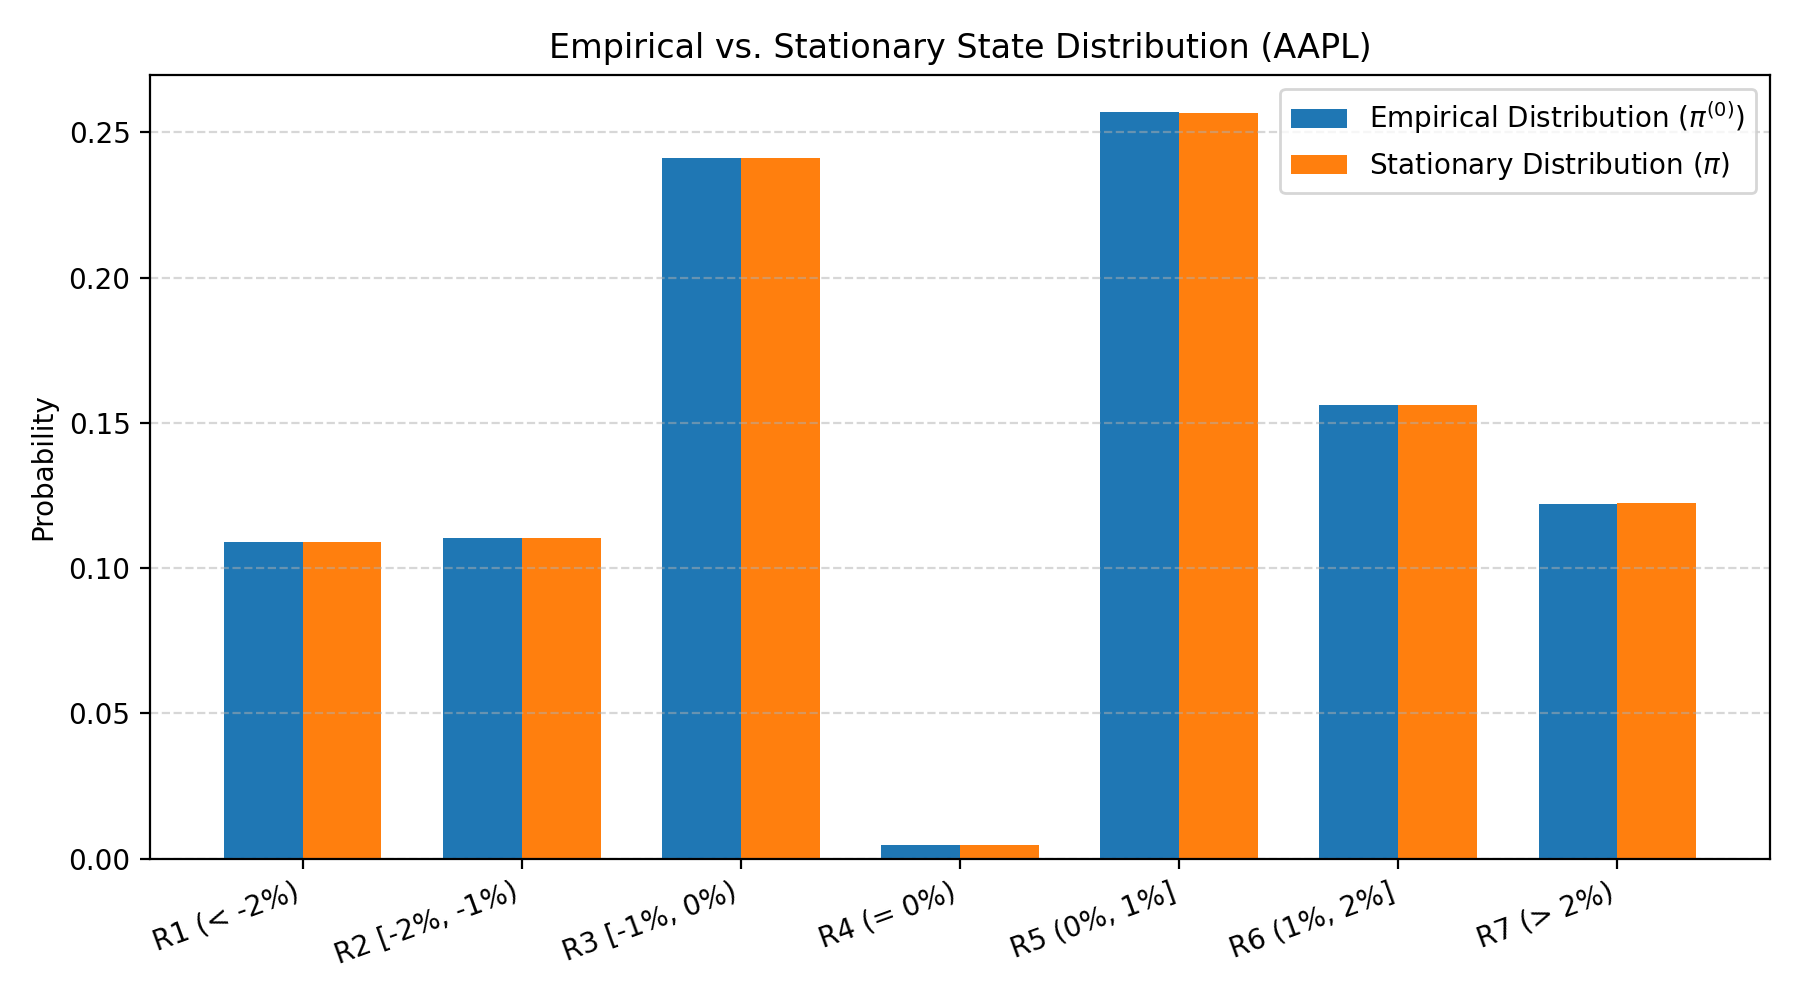 Empirical vs. Stationary State Distribution (AAPL)
Empirical Distribution (π⁽⁰⁾)
Stationary Distribution (π)
Probability
0.25
0.20
0.15
0.10
0.05
0.00
R1 (< -2%)
R2 [-2%, -1%)
R3 [-1%, 0%)
R4 (= 0%)
R5 (0%, 1%]
R6 (1%, 2%]
R7 (> 2%)